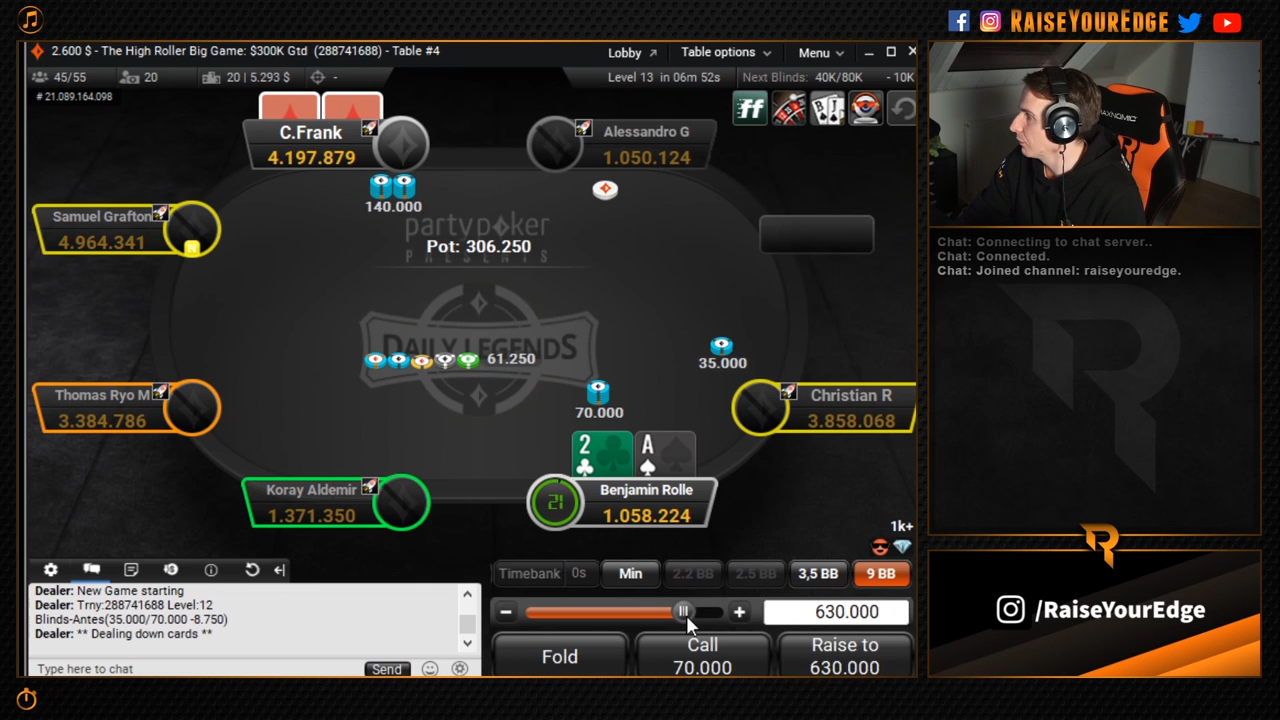 RAISEYOUREDGE
2.600 $ - The High Roller Big Game: $300K Gtd (288741688) - Table #4
Lobby
Table options
Menu
45/55
20
20 | 5.293 $
-
Level 13 in 06m 52s
Next Blinds: 40K/80K
- 10K
# 21.089.164.098
ff
C.Frank
4.197.879
Alessandro G
1.050.124
140.000
Samuel Grafton
4.964.341
N
partypoker
PRESENTS
Pot: 306.250
DAILY LEGENDS
61.250
35.000
70.000
Thomas Ryo M
3.384.786
Christian R
3.858.068
2
A
Koray Aldemir
1.371.350
21
Benjamin Rolle
1.058.224
1k+
Timebank 0s
Min
2.2 BB
2.5 BB
3,5 BB
9 BB
630.000
Fold
Call
70.000
Raise to
630.000
Dealer: New Game starting
Dealer: Trny:288741688 Level:12
Blinds-Antes(35.000/70.000 -8.750)
Dealer: ** Dealing down cards **
Type here to chat
Send
MAXNOMIC
Chat: Connecting to chat server..
Chat: Connected.
Chat: Joined channel: raiseyouredge.
/RaiseYourEdge